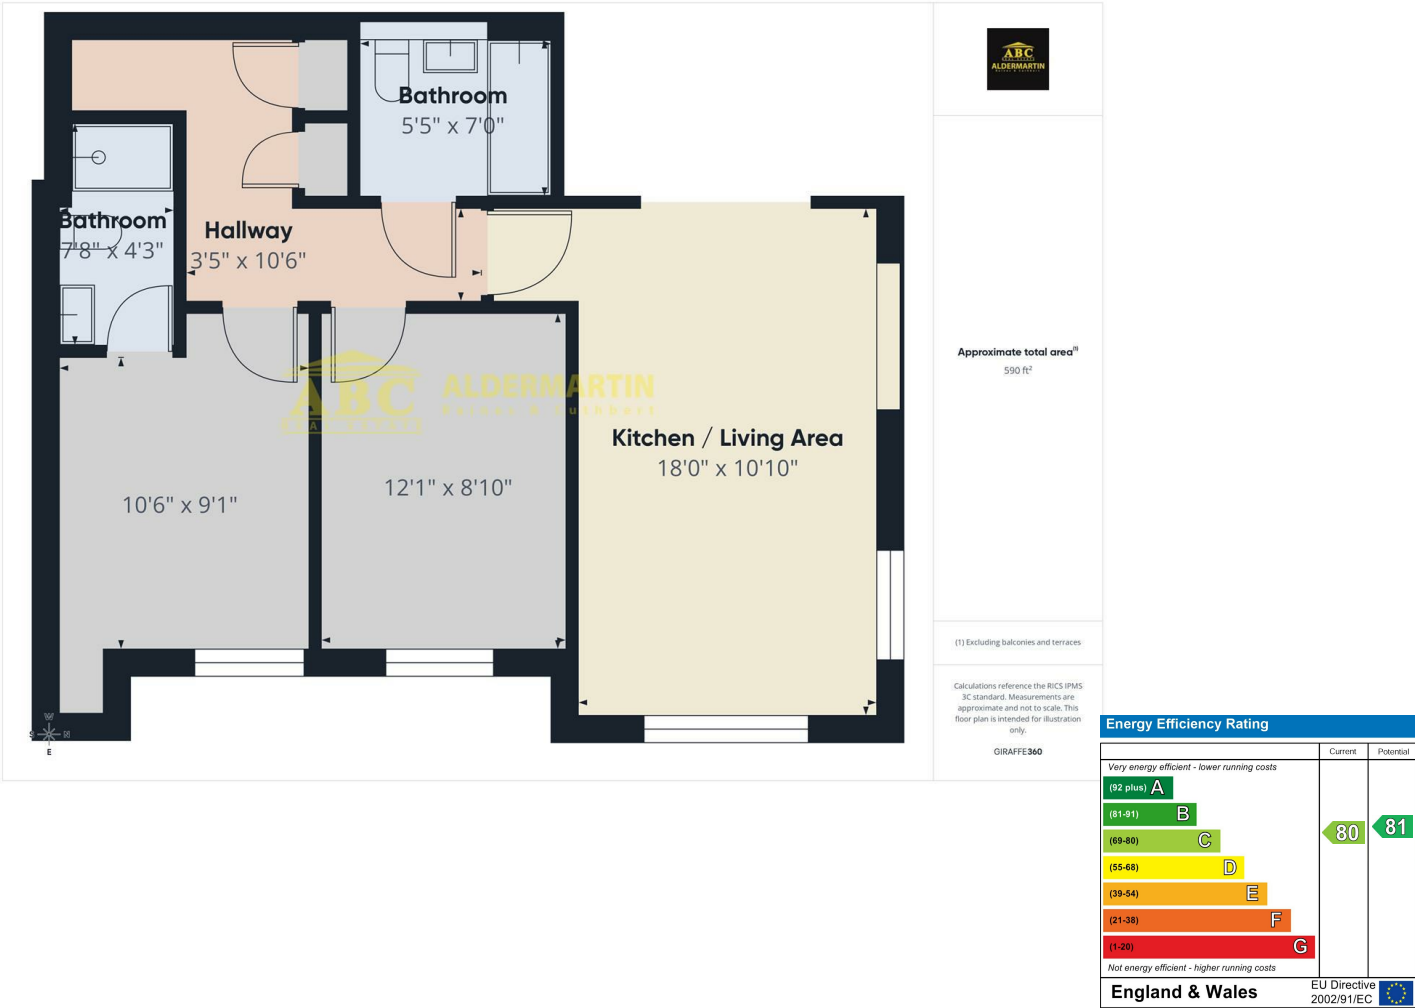 Bathroom
5'5" x 7'0"
Bathroom
7'8" x 4'3"
Hallway
3'5" x 10'6"
ABC
ALDERMARTIN
Kitchen / Living Area
18'0" x 10'10"
10'6" x 9'1"
12'1" x 8'10"
W
S
N
E
ABC
ALDERMARTIN
Approximate total area(1)
590 ft²
(1) Excluding balconies and terraces
Calculations reference the RICS IPMS
3C standard. Measurements are
approximate and not to scale. This
floor plan is intended for illustration
only.
GIRAFFE360
Energy Efficiency Rating
Current
Potential
Very energy efficient - lower running costs
(92 plus) A
(81-91) B
(69-80) C
(55-68) D
(39-54) E
(21-38) F
(1-20) G
80
81
Not energy efficient - higher running costs
England & Wales
EU Directive
2002/91/EC